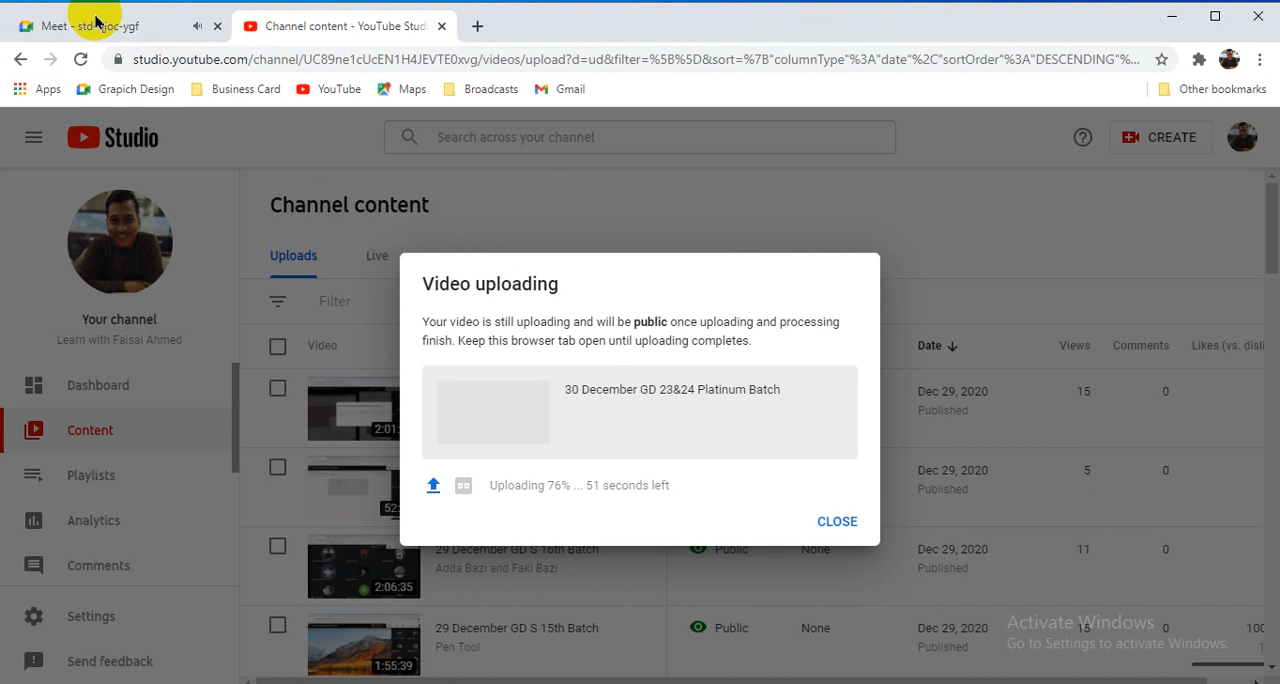 Meet - std-
oc-ygf
Channel content - YouTube Stud
studio.youtube.com/channel/UC89ne1cUcEN1H4JEVTE0xvg/videos/upload?d=ud&filter=%5B%5D&sort=%7B"columnType"%3A"date"%2C"sortOrder"%3A"DESCENDING"%...
Apps
Grapich Design
Business Card
YouTube
Maps
Broadcasts
Gmail
Other bookmarks
Studio
Search across your channel
CREATE
Your channel
Learn with Faisal Ahmed
Dashboard
Content
Playlists
Analytics
Comments
Settings
Send feedback
Channel content
Uploads
Live
Filter
Video
Date
Views
Comments
Likes (vs. disli
2:01
Dec 29, 2020
Published
15
0
52:
Dec 29, 2020
Published
5
0
2:06:35
29 December GD S 16th Batch
Adda Bazi and Faki Bazi
Public
None
Dec 29, 2020
Published
11
0
1:55:39
29 December GD S 15th Batch
Pen Tool
Public
None
Dec 29, 2020
Published
15
0
100
Video uploading
Your video is still uploading and will be public once uploading and processing
finish. Keep this browser tab open until uploading completes.
30 December GD 23&24 Platinum Batch
Uploading 76% ... 51 seconds left
CLOSE
Activate Windows
Go to Settings to activate Windows.